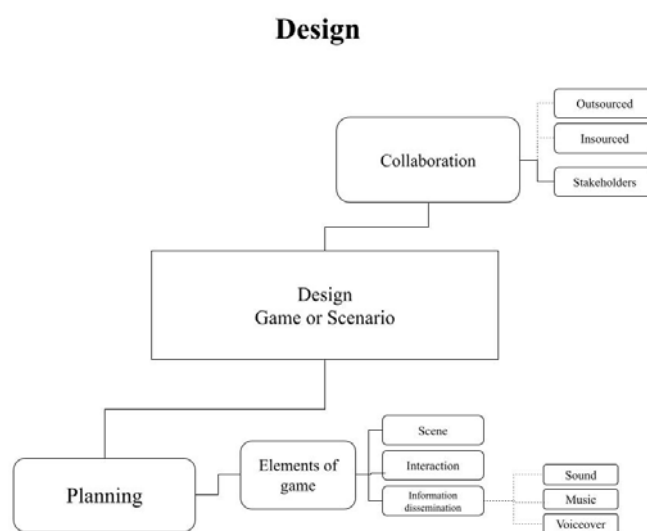 Design
Outsourced
Insourced
Collaboration
Stakeholders
Design
Game or Scenario
Scene
Elements of
game
Interaction
Planning
Information
dissemination
Sound
Music
Voiceover